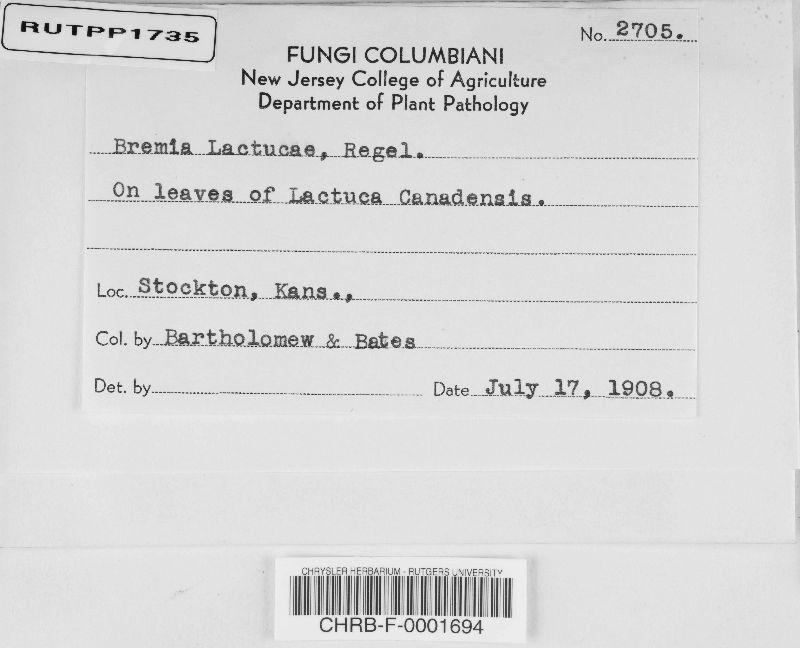 RUTPP1735
No. 2705.
FUNGI COLUMBIANI
New Jersey College of Agriculture
Department of Plant Pathology
Bremia Lactucae, Regel.
On leaves of Lactuca Canadensis.
Loc. Stockton, Kans.,
Col. by Bartholomew & Bates
Det. by
Date July 17, 1908.
CHRYSLER HERBARIUM - RUTGERS UNIVERSITY
CHRB-F-0001694